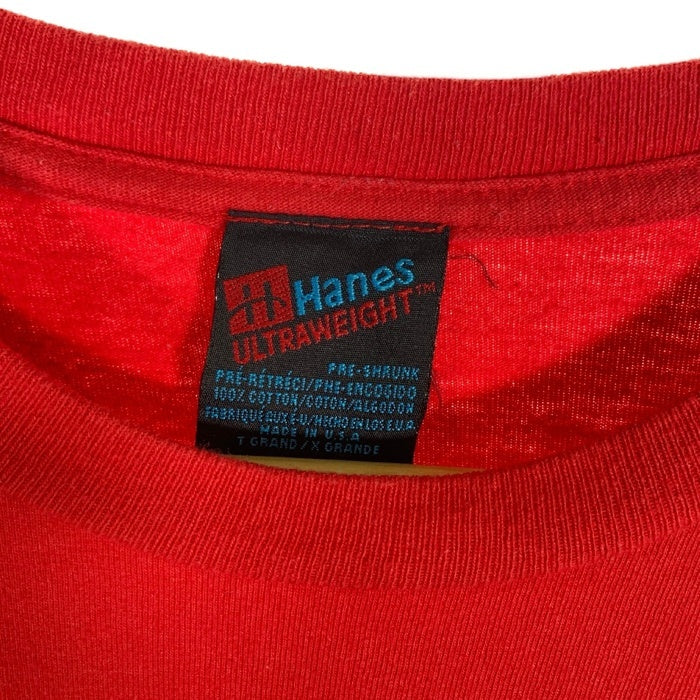 H Hanes
ULTRAWEIGHT™
PRE-SHRUNK
PRÉ-RÉTRÉCI/PRE-ENCOGIDO
100% COTTON/COTON/ALGODON
FABRIQUÉ AUX É-U/HECHO EN LOS E.U.A.
MADE IN U.S.A
T GRAND/X GRANDE